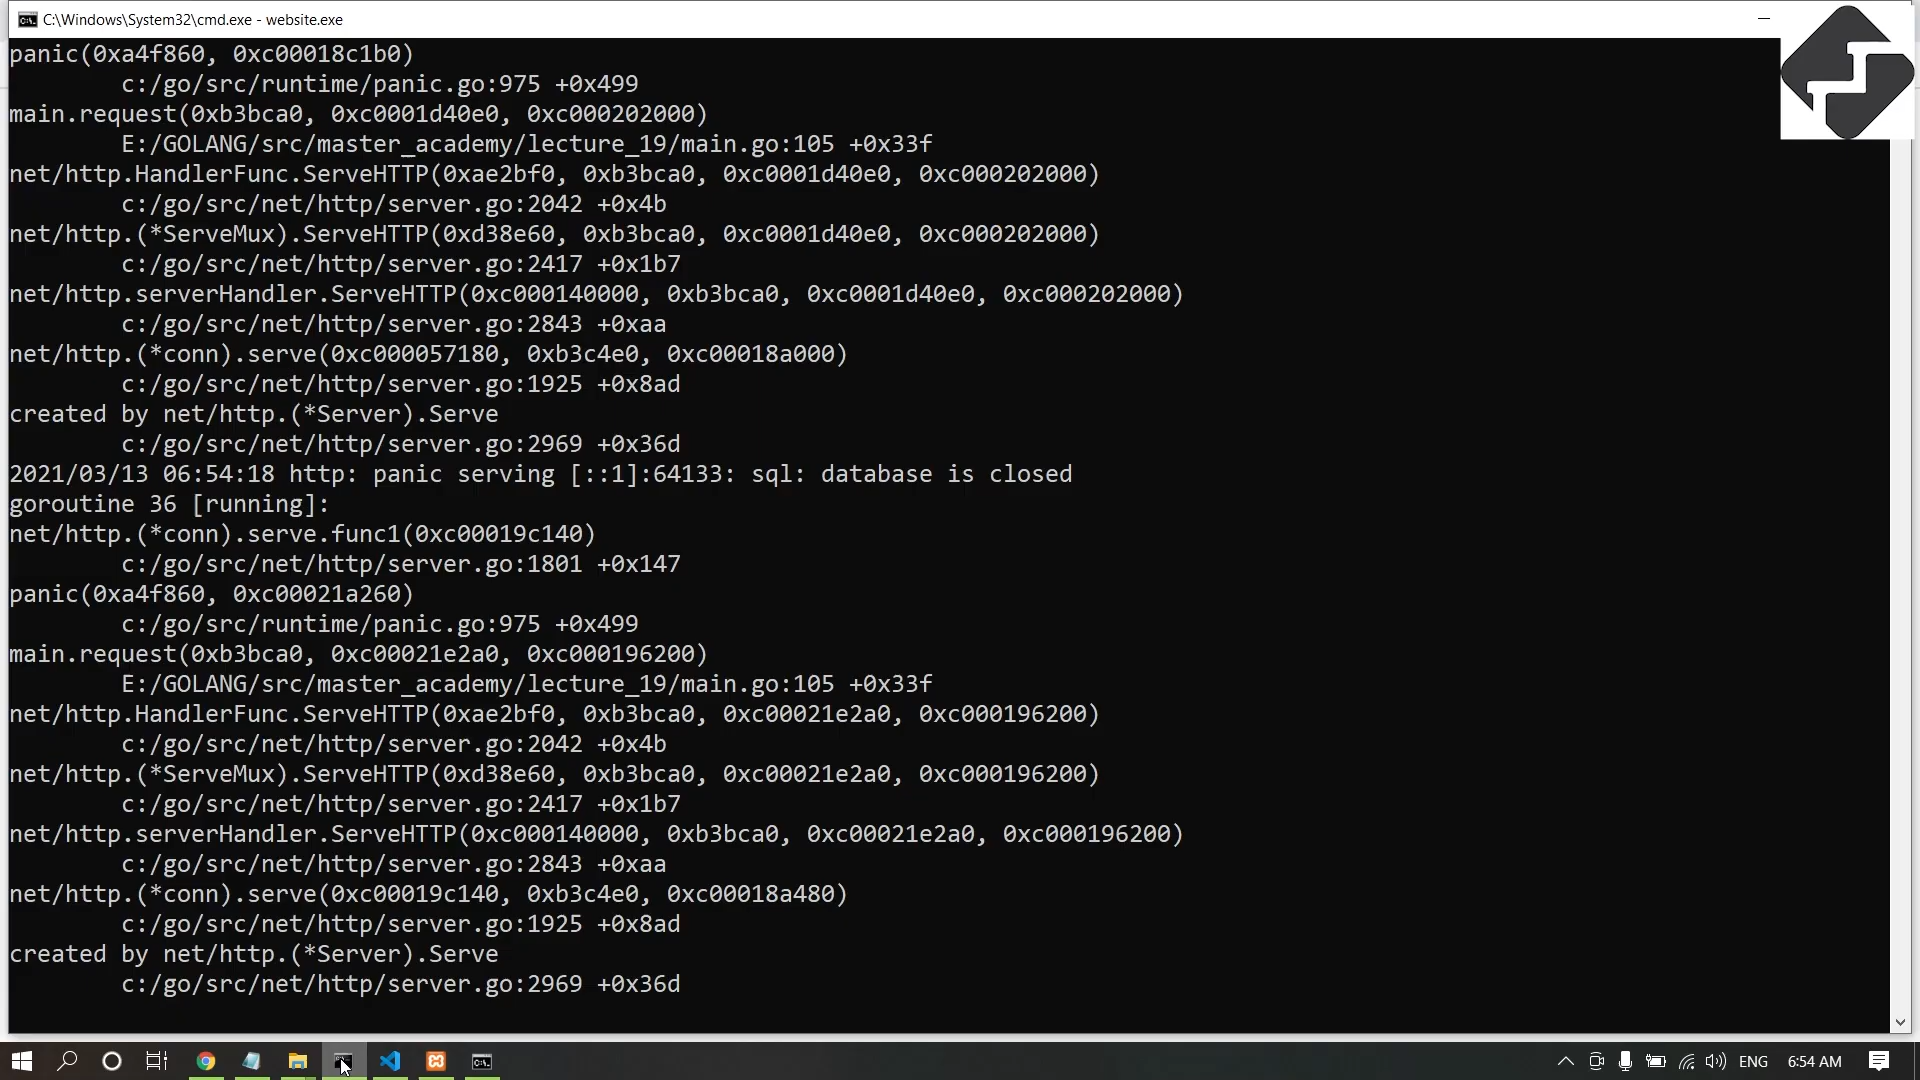 C:\Windows\System32\cmd.exe - website.exe
panic(0xa4f860, 0xc00018c1b0)
c:/go/src/runtime/panic.go:975 +0x499
main.request(0xb3bca0, 0xc0001d40e0, 0xc000202000)
E:/GOLANG/src/master_academy/lecture_19/main.go:105 +0x33f
net/http.HandlerFunc.ServeHTTP(0xae2bf0, 0xb3bca0, 0xc0001d40e0, 0xc000202000)
c:/go/src/net/http/server.go:2042 +0x4b
net/http.(*ServeMux).ServeHTTP(0xd38e60, 0xb3bca0, 0xc0001d40e0, 0xc000202000)
c:/go/src/net/http/server.go:2417 +0x1b7
net/http.serverHandler.ServeHTTP(0xc000140000, 0xb3bca0, 0xc0001d40e0, 0xc000202000)
c:/go/src/net/http/server.go:2843 +0xaa
net/http.(*conn).serve(0xc000057180, 0xb3c4e0, 0xc00018a000)
c:/go/src/net/http/server.go:1925 +0x8ad
created by net/http.(*Server).Serve
c:/go/src/net/http/server.go:2969 +0x36d
2021/03/13 06:54:18 http: panic serving [::1]:64133: sql: database is closed
goroutine 36 [running]:
net/http.(*conn).serve.func1(0xc00019c140)
c:/go/src/net/http/server.go:1801 +0x147
panic(0xa4f860, 0xc00021a260)
c:/go/src/runtime/panic.go:975 +0x499
main.request(0xb3bca0, 0xc00021e2a0, 0xc000196200)
E:/GOLANG/src/master_academy/lecture_19/main.go:105 +0x33f
net/http.HandlerFunc.ServeHTTP(0xae2bf0, 0xb3bca0, 0xc00021e2a0, 0xc000196200)
c:/go/src/net/http/server.go:2042 +0x4b
net/http.(*ServeMux).ServeHTTP(0xd38e60, 0xb3bca0, 0xc00021e2a0, 0xc000196200)
c:/go/src/net/http/server.go:2417 +0x1b7
net/http.serverHandler.ServeHTTP(0xc000140000, 0xb3bca0, 0xc00021e2a0, 0xc000196200)
c:/go/src/net/http/server.go:2843 +0xaa
net/http.(*conn).serve(0xc00019c140, 0xb3c4e0, 0xc00018a480)
c:/go/src/net/http/server.go:1925 +0x8ad
created by net/http.(*Server).Serve
c:/go/src/net/http/server.go:2969 +0x36d
ENG 6:54 AM